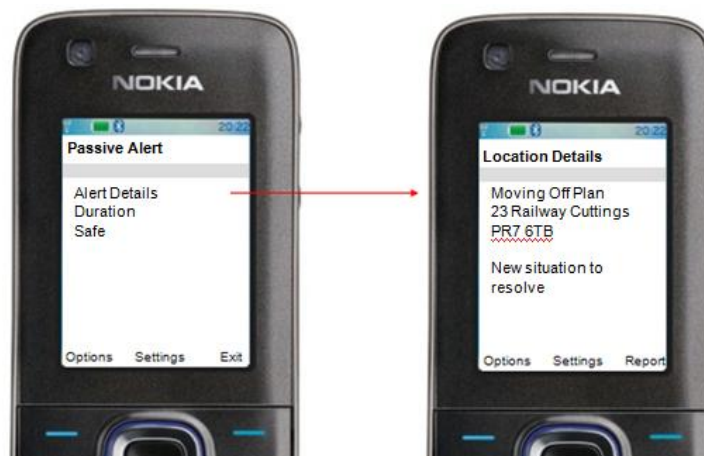 NOKIA
20:22
Passive Alert
Alert Details
Duration
Safe
Options Settings Exit
NOKIA
20:22
Location Details
Moving Off Plan
23 Railway Cuttings
PR7 6TB
New situation to
resolve
Options Settings Report